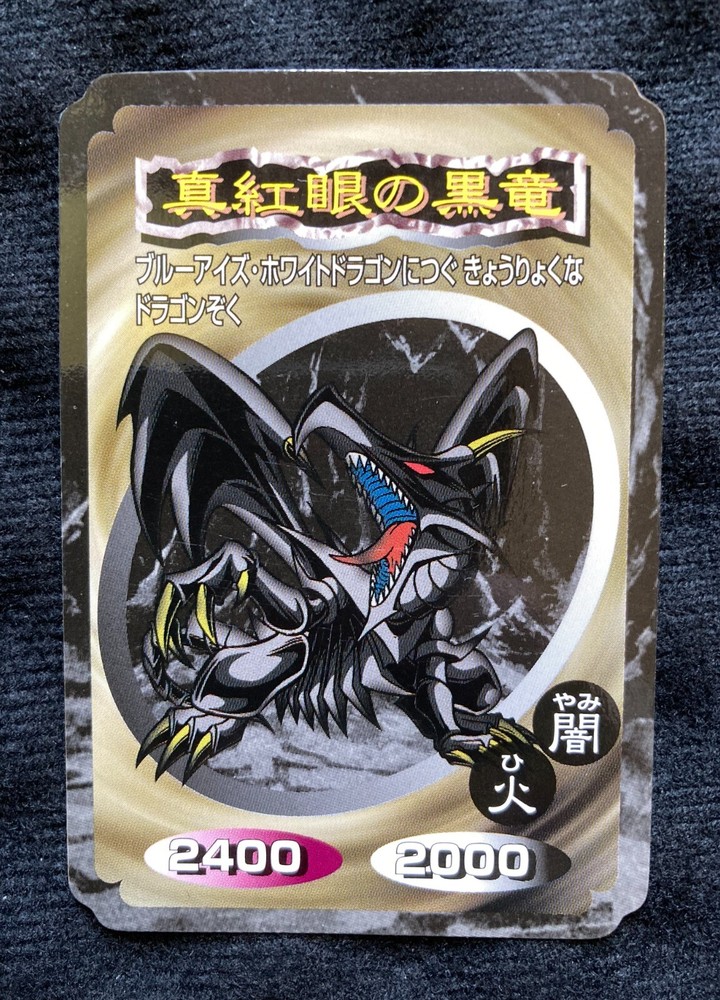 真紅眼の黒竜
ブルーアイズ・ホワイトドラゴンにつぐ きょうりょくな
ドラゴンぞく
やみ
闇
ひ
火
2400
2000